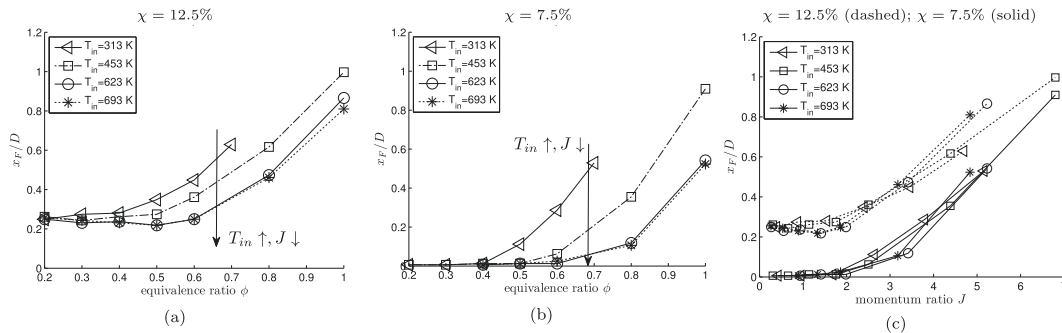 χ = 12.5%
T_in=313 K
T_in=453 K
T_in=623 K
T_in=693 K
x_F/D
1
0.8
0.6
0.4
0.2
0
T_in ↑, J ↓
0.2 0.3 0.4 0.5 0.6 0.7 0.8 0.9 1
equivalence ratio ϕ
(a)
χ = 7.5%
T_in=313 K
T_in=453 K
T_in=623 K
T_in=693 K
x_F/D
1.2
1
0.8
0.6
0.4
0.2
0
T_in ↑, J ↓
0.2 0.3 0.4 0.5 0.6 0.7 0.8 0.9 1
equivalence ratio ϕ
(b)
χ = 12.5% (dashed); χ = 7.5% (solid)
T_in=313 K
T_in=453 K
T_in=623 K
T_in=693 K
x_F/D
1.2
1
0.8
0.6
0.4
0.2
0
0 1 2 3 4 5 6 7
momentum ratio J
(c)